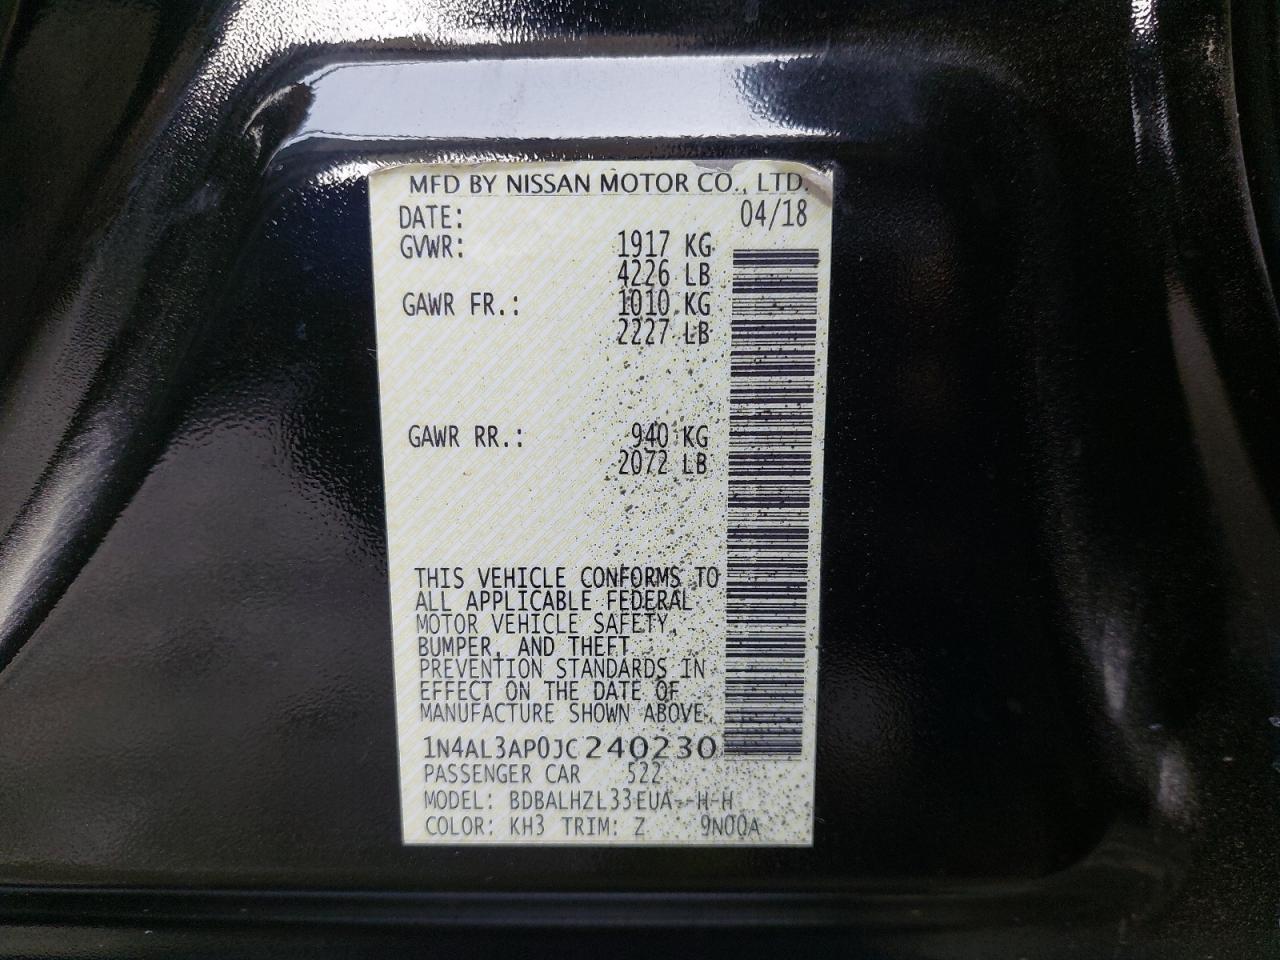 MFD BY NISSAN MOTOR CO., LTD.
DATE: 04/18
GVWR: 1917 KG
4226 LB
GAWR FR.: 1010 KG
2227 LB
GAWR RR.: 940 KG
2072 LB
THIS VEHICLE CONFORMS TO
ALL APPLICABLE FEDERAL
MOTOR VEHICLE SAFETY,
BUMPER, AND THEFT
PREVENTION STANDARDS IN
EFFECT ON THE DATE OF
MANUFACTURE SHOWN ABOVE.
1N4AL3AP0JC240230
PASSENGER CAR 522
MODEL: BDBALHZL33EUA--H-H
COLOR: KH3 TRIM: Z 9N00A